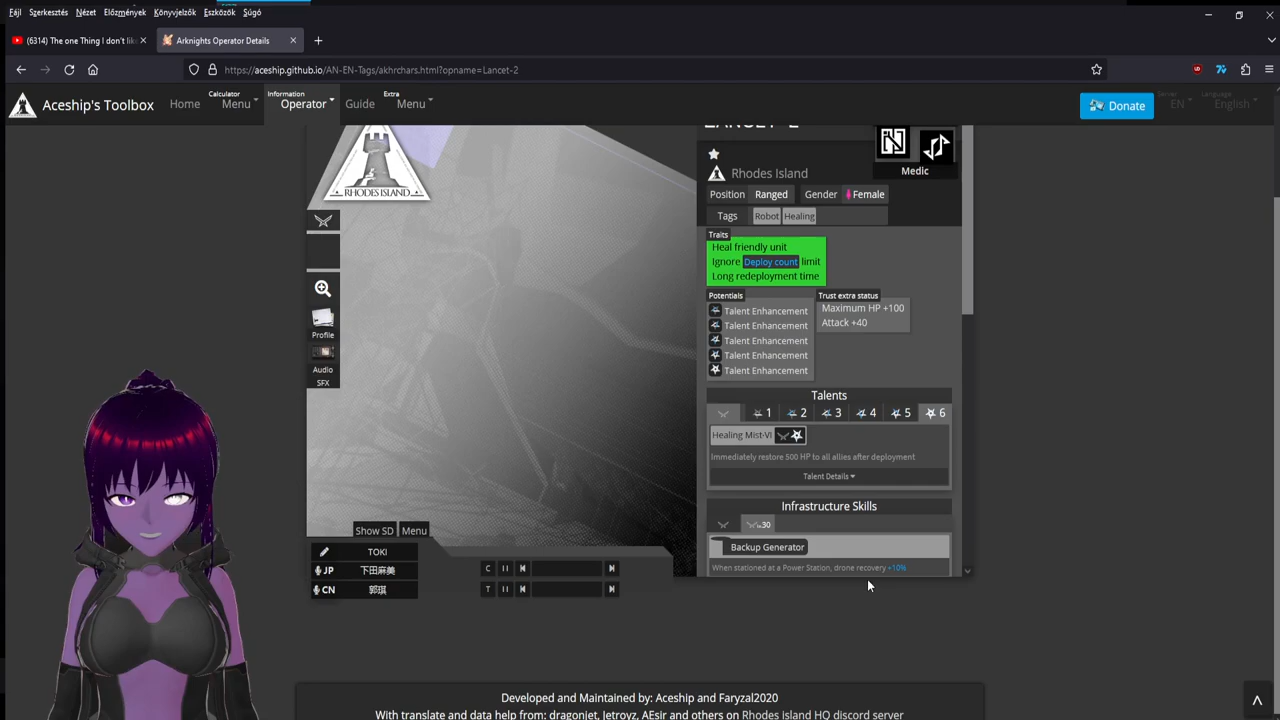 Fájl Szerkesztés Nézet Előzmények Könyvjelzők Eszközök Súgó
(6314) The one Thing I don't lik
Arknights Operator Details
https://aceship.github.io/AN-EN-Tags/akhrchars.html?opname=Lancet-2
Aceship's Toolbox
Home
Calculator
Menu
Information
Operator
Guide
Extra
Menu
Donate
Server
EN
Language
English
RHODES ISLAND
LANCET - 2
Rhodes Island
Medic
Position Ranged Gender Female
Tags Robot Healing
Traits
Heal friendly unit
Ignore Deploy count limit
Long redeployment time
Potentials
Talent Enhancement
Talent Enhancement
Talent Enhancement
Talent Enhancement
Talent Enhancement
Trust extra status
Maximum HP +100
Attack +40
Profile
Audio
SFX
Talents
1 2 3 4 5 6
Healing Mist-VI
Immediately restore 500 HP to all allies after deployment
Talent Details
Infrastructure Skills
Lv.30
Backup Generator
When stationed at a Power Station, drone recovery +10%
Show SD Menu
TOKI
JP 下田麻美
CN 郭琪
C
T
Developed and Maintained by: Aceship and Faryzal2020
With translate and data help from: dragonjet, Jetroyz, AEsir and others on Rhodes Island HQ discord server